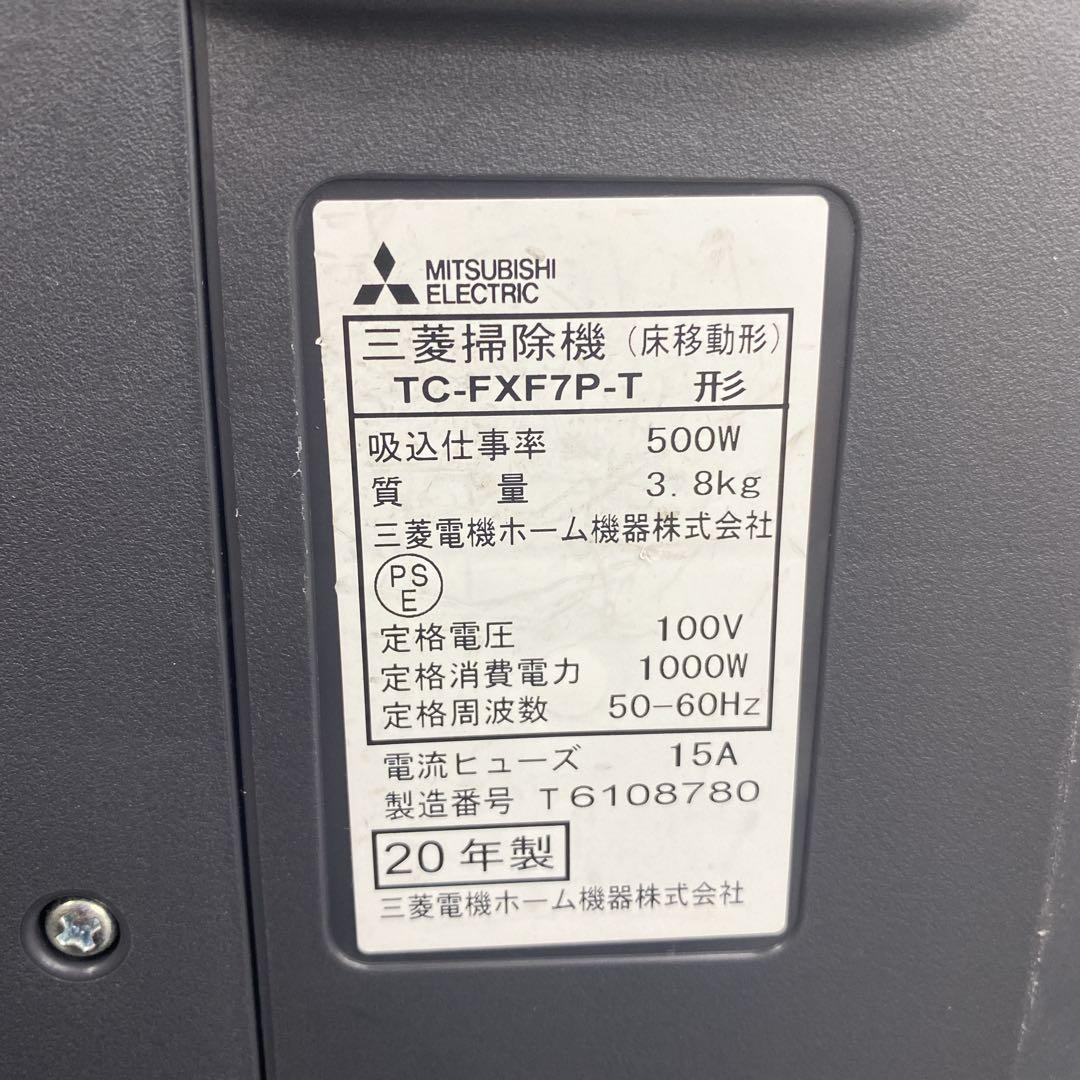 MITSUBISHI
ELECTRIC
三菱掃除機(床移動形)
TC-FXF7P-T 形
吸込仕事率 500W
質 量 3.8kg
三菱電機ホーム機器株式会社
PS
E
定格電圧 100V
定格消費電力 1000W
定格周波数 50-60Hz
電流ヒューズ 15A
製造番号 T6108780
20年製
三菱電機ホーム機器株式会社